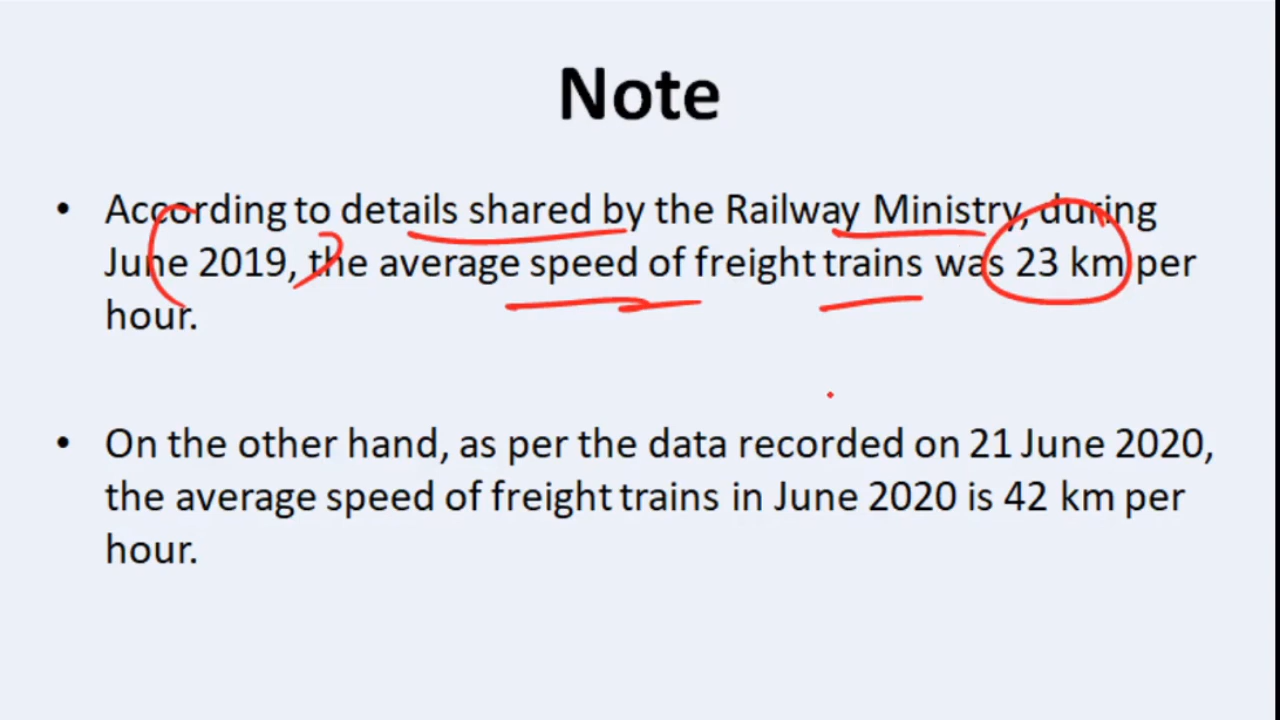 Note
• According to details shared by the Railway Ministry, during
June 2019, the average speed of freight trains was 23 km per
hour.
• On the other hand, as per the data recorded on 21 June 2020,
the average speed of freight trains in June 2020 is 42 km per
hour.